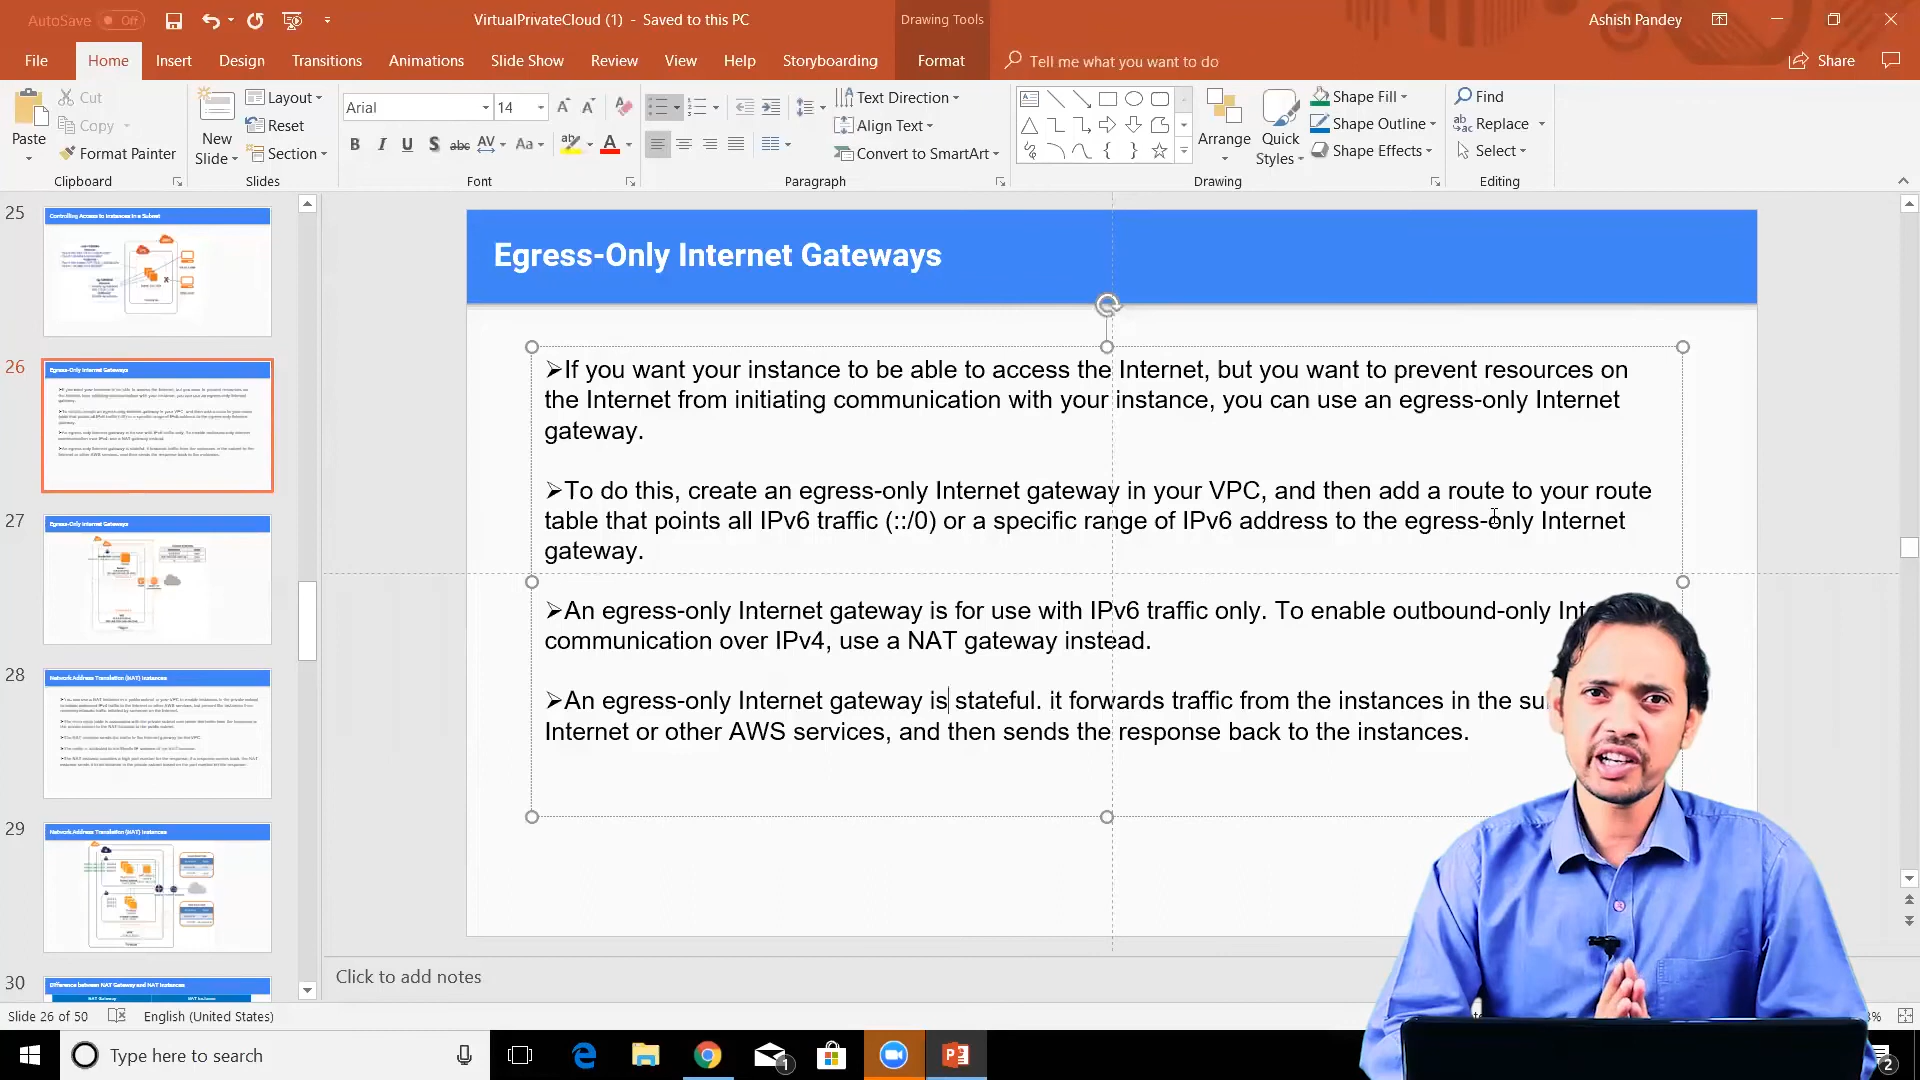 AutoSave Off
VirtualPrivateCloud (1) - Saved to this PC
Drawing Tools
Ashish Pandey
File Home Insert Design Transitions Animations Slide Show Review View Help Storyboarding Format Tell me what you want to do Share
Paste
Cut
Copy
Format Painter
Clipboard
New Slide
Layout
Reset
Section
Slides
Arial 14
Font
Text Direction
Align Text
Convert to SmartArt
Paragraph
Arrange
Quick Styles
Shape Fill
Shape Outline
Shape Effects
Drawing
Find
Replace
Select
Editing
25
Controlling Access to Instances in a Subnet
26
Egress-Only Internet Gateways
27
Egress-Only Internet Gateways
28
Network Address Translation (NAT) Instances
29
Network Address Translation (NAT) Instances
30
Difference between NAT Gateway and NAT Instances
NAT Gateway
Egress-Only Internet Gateways
➢If you want your instance to be able to access the Internet, but you want to prevent resources on
the Internet from initiating communication with your instance, you can use an egress-only Internet
gateway.
➢To do this, create an egress-only Internet gateway in your VPC, and then add a route to your route
table that points all IPv6 traffic (::/0) or a specific range of IPv6 address to the egress-only Internet
gateway.
➢An egress-only Internet gateway is for use with IPv6 traffic only. To enable outbound-only
communication over IPv4, use a NAT gateway instead.
➢An egress-only Internet gateway is stateful. it forwards traffic from the instances in the
Internet or other AWS services, and then sends the response back to the instances.
Click to add notes
Slide 26 of 50 English (United States)
Type here to search
1
2